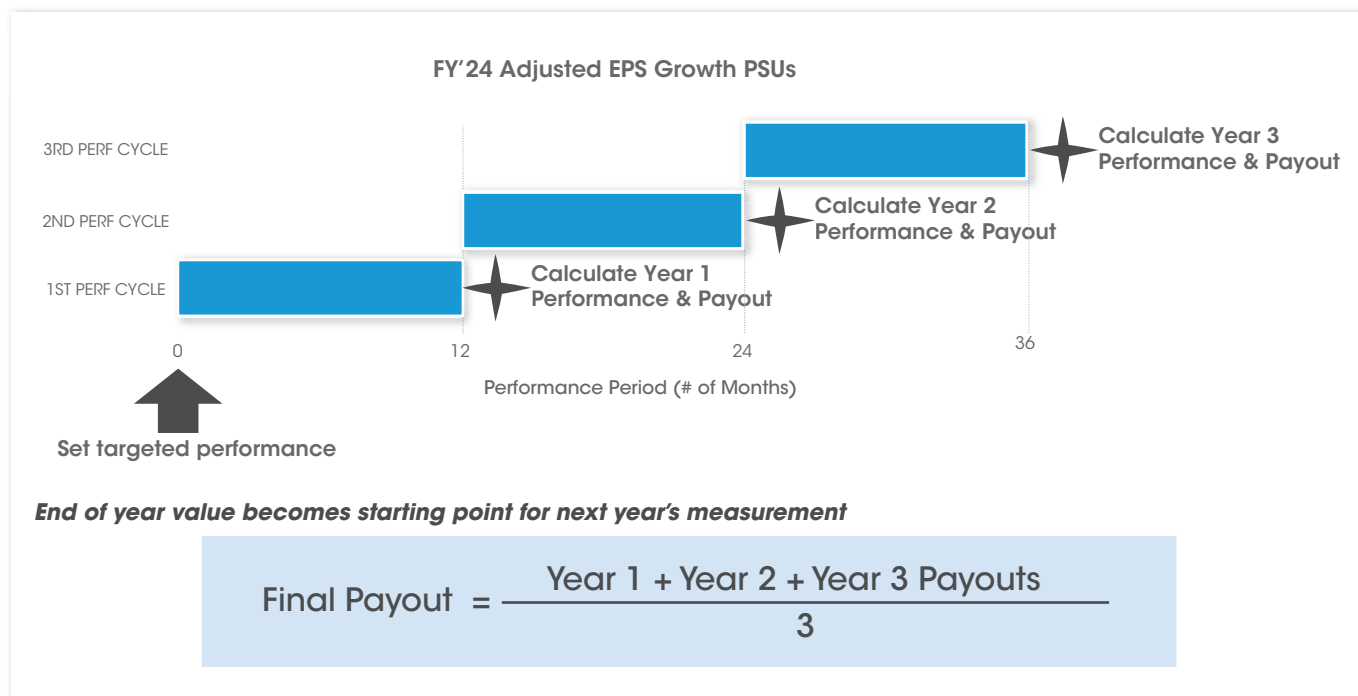 FY'24 Adjusted EPS Growth PSUs
3RD PERF CYCLE
Calculate Year 3
Performance & Payout
2ND PERF CYCLE
Calculate Year 2
Performance & Payout
1ST PERF CYCLE
Calculate Year 1
Performance & Payout
0
12
24
36
Performance Period (# of Months)
Set targeted performance
End of year value becomes starting point for next year's measurement
Final Payout = Year 1 + Year 2 + Year 3 Payouts
3